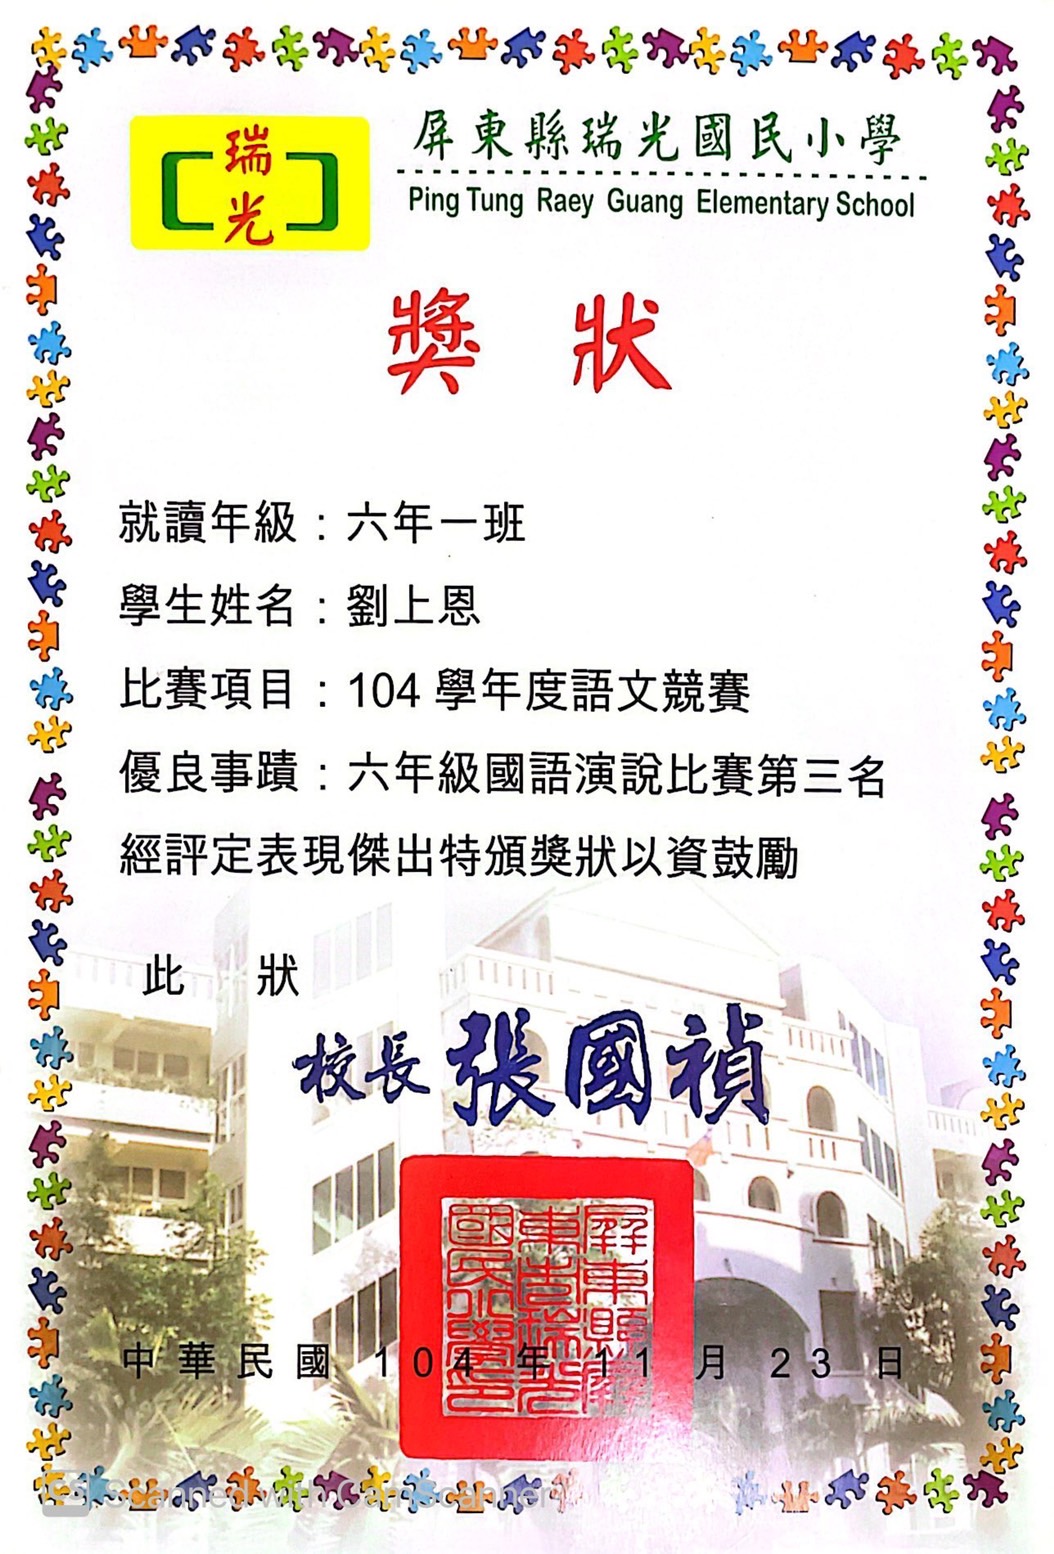 瑞光
屏東縣瑞光國民小學
Ping Tung Raey Guang Elementary School
獎狀
就讀年級：六年一班
學生姓名：劉上恩
比賽項目：104 學年度語文競賽
優良事蹟：六年級國語演說比賽第三名
經評定表現傑出特頒獎狀以資鼓勵
此 狀
校長 張國禎
中華民國 104 年 11 月 23 日
Scanned with CamScanner